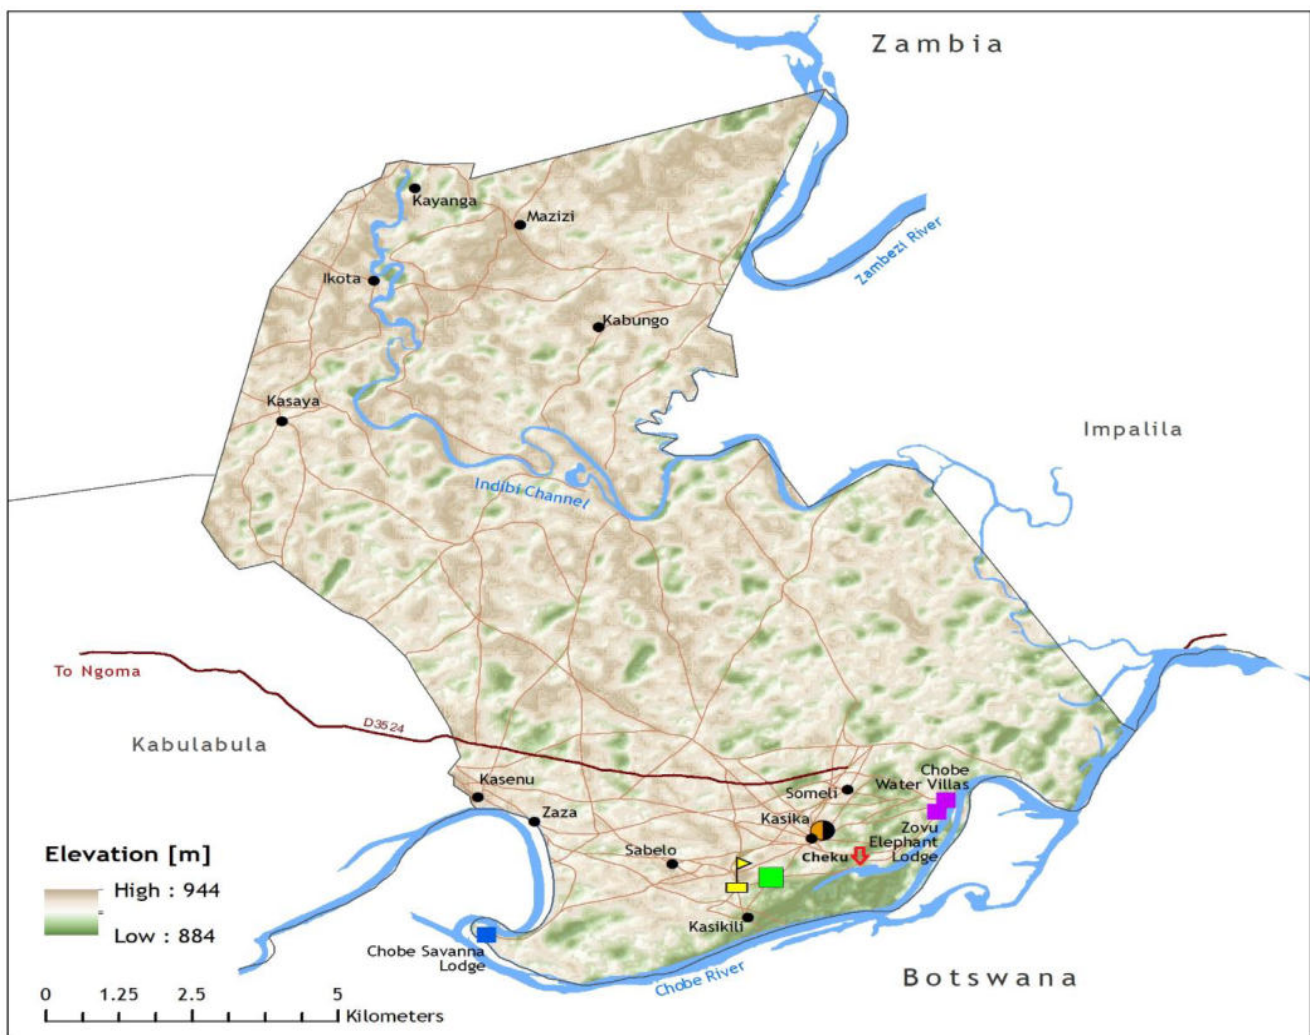 Zambia
Kayanga
Mazizi
Zambezi River
Ikota
Kabungo
Kasaya
Impalila
Indibi Channel
To Ngoma
D3524
Kabulabula
Kasenu
Someli
Chobe
Water Villas
Zaza
Kasika
Zovu
Elephant
Lodge
Sabelo
Cheku
Elevation [m]
High : 944
Low : 884
Kasikili
Chobe Savanna
Lodge
Chobe River
Botswana
0 1.25 2.5 5
Kilometers